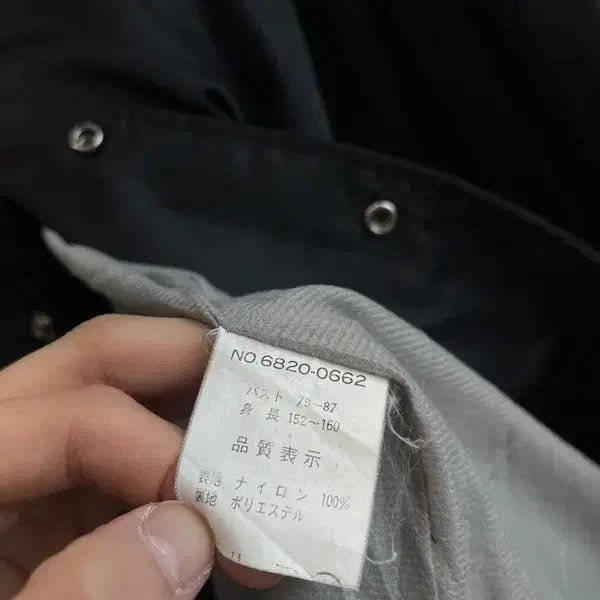 NO.6820-0662
バスト 79-87
身長 152〜160
品質表示
表地 ナイロン 100%
裏地 ポリエステル